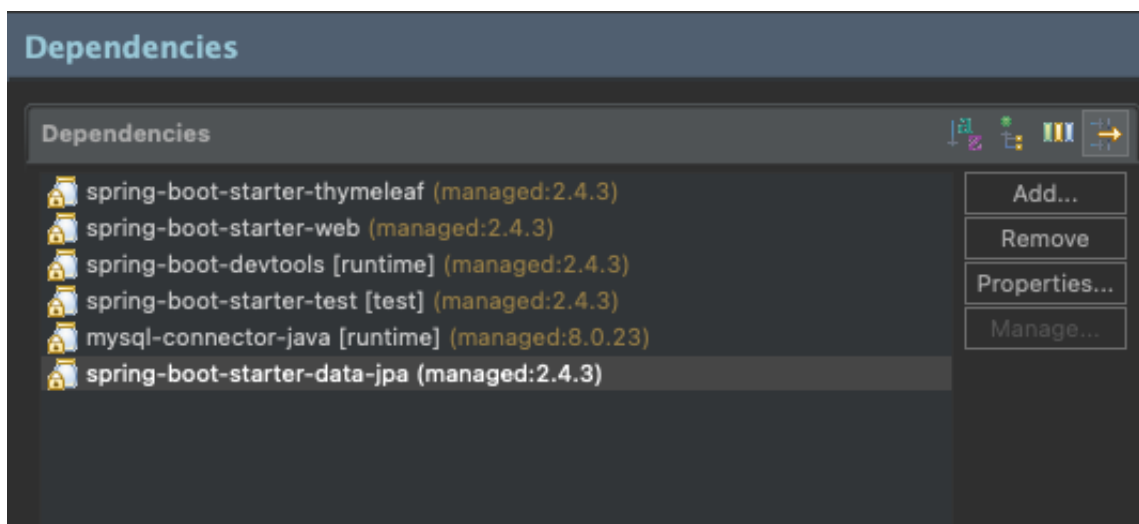 Dependencies
Dependencies
spring-boot-starter-thymeleaf (managed:2.4.3)
spring-boot-starter-web (managed:2.4.3)
spring-boot-devtools [runtime] (managed:2.4.3)
spring-boot-starter-test [test] (managed:2.4.3)
mysql-connector-java [runtime] (managed:8.0.23)
spring-boot-starter-data-jpa (managed:2.4.3)
Add...
Remove
Properties...
Manage...